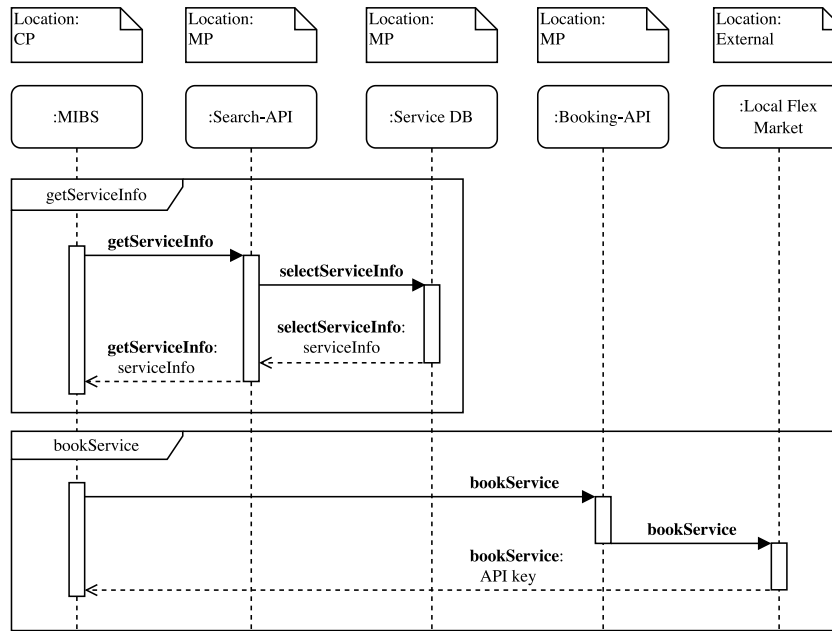 Location:
CP
Location:
MP
Location:
MP
Location:
MP
Location:
External
:MIBS
:Search-API
:Service DB
:Booking-API
:Local Flex
Market
getServiceInfo
getServiceInfo
selectServiceInfo
selectServiceInfo:
serviceInfo
getServiceInfo:
serviceInfo
bookService
bookService
bookService
bookService:
API key